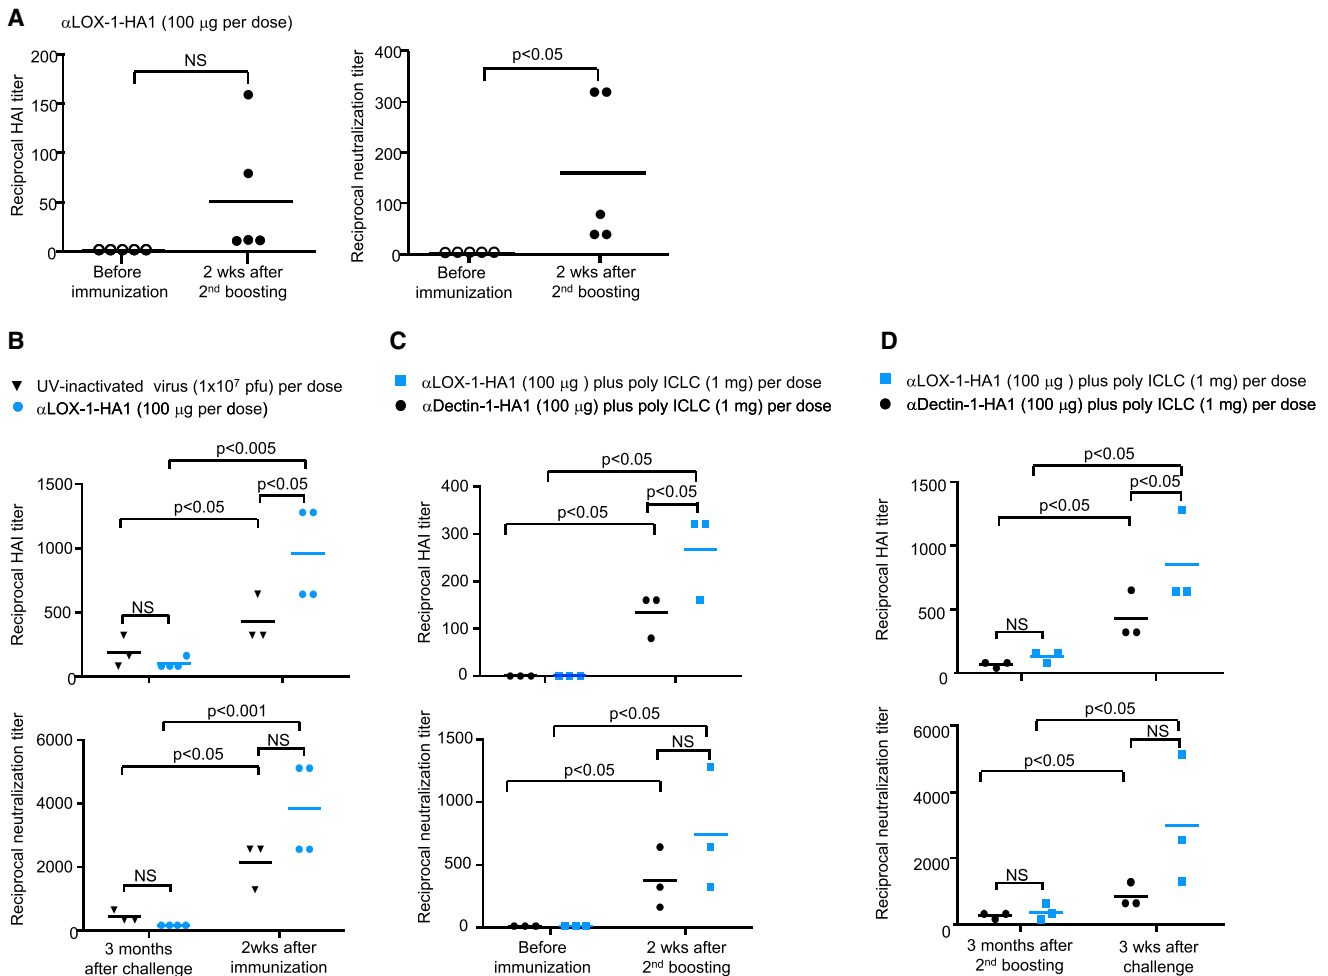 A
αLOX-1-HA1 (100 μg per dose)
Reciprocal HAI titer
200
150
100
50
0
NS
Before
immunization
2 wks after
2nd boosting
Reciprocal neutralization titer
400
300
200
100
0
p<0.05
Before
immunization
2 wks after
2nd boosting
B
UV-inactivated virus (1x10⁷ pfu) per dose
αLOX-1-HA1 (100 μg per dose)
Reciprocal HAI titer
1500
1000
500
0
p<0.005
p<0.05
p<0.05
NS
Reciprocal neutralization titer
6000
4000
2000
0
p<0.001
NS
p<0.05
NS
3 months
after challenge
2wks after
immunization
C
αLOX-1-HA1 (100 μg ) plus poly ICLC (1 mg) per dose
αDectin-1-HA1 (100 μg) plus poly ICLC (1 mg) per dose
Reciprocal HAI titer
400
300
200
100
0
p<0.05
p<0.05
p<0.05
Reciprocal neutralization titer
1500
1000
500
0
p<0.05
NS
p<0.05
Before
immunization
2 wks after
2nd boosting
D
αLOX-1-HA1 (100 μg ) plus poly ICLC (1 mg) per dose
αDectin-1-HA1 (100 μg) plus poly ICLC (1 mg) per dose
Reciprocal HAI titer
1500
1000
500
0
p<0.05
p<0.05
p<0.05
NS
Reciprocal neutralization titer
6000
4000
2000
0
p<0.05
NS
p<0.05
NS
3 months after
2nd boosting
3 wks after
challenge